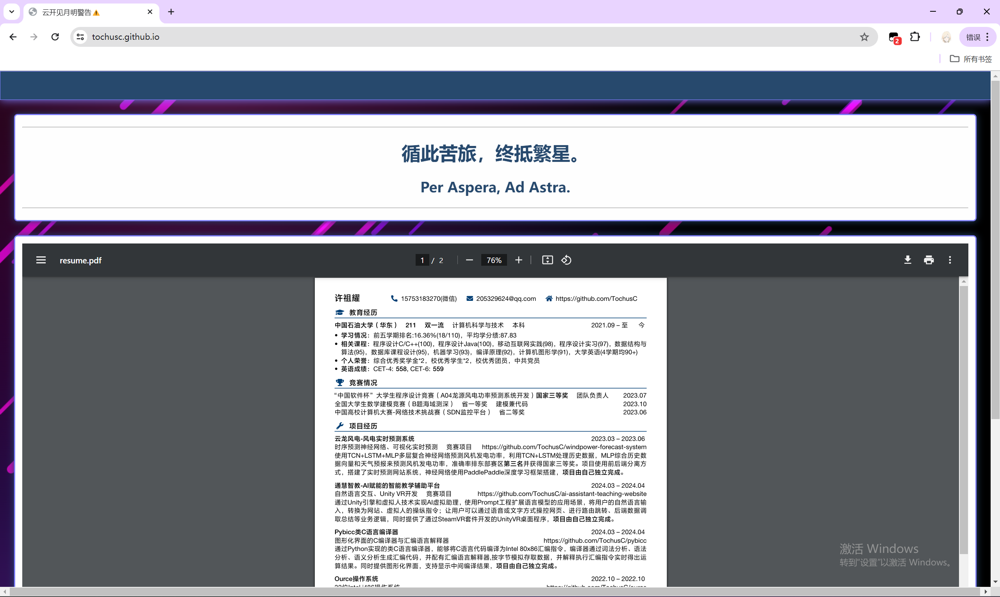 云开见月明警告⚠
tochusc.github.io
2
错误
所有书签
循此苦旅，终抵繁星。
Per Aspera, Ad Astra.
resume.pdf
1 / 2
76%
许祖耀 15753183270(微信) 205329624@qq.com https://github.com/TochusC
教育经历
中国石油大学（华东） 211 双一流 计算机科学与技术 本科 2021.09 – 至 今
• 学习情况：前五学期排名:16.36%(18/110)，平均学分绩:87.83
• 相关课程：程序设计C/C++(100)，程序设计Java(100)，移动互联网实践(98)，程序设计实习(97)，数据结构与
算法(95)，数据库课程设计(95)，机器学习(93)，编译原理(92)，计算机图形学(91)，大学英语(4学期均90+)
• 个人荣誉：综合优秀奖学金*2，校优秀学生*2，校优秀团员，中共党员
• 英语成绩：CET-4: 558, CET-6: 559
竞赛情况
“中国软件杯”大学生程序设计竞赛（A04龙源风电功率预测系统开发）国家三等奖 团队负责人 2023.07
全国大学生数学建模竞赛（B题海域测深） 省一等奖 建模兼代码 2023.10
中国高校计算机大赛-网络技术挑战赛（SDN监控平台） 省二等奖 2023.06
项目经历
云龙风电-风电实时预测系统 2023.03 – 2023.06
时序预测神经网络、可视化实时预测 竞赛项目 https://github.com/TochusC/windpower-forecast-system
使用TCN+LSTM+MLP多层复合神经网络预测风机发电功率，利用TCN+LSTM处理历史数据，MLP综合历史数
据向量和天气预报来预测风机发电功率，准确率排东部赛区第三名并获得国家三等奖。项目使用前后端分离方
式，搭建了实时预测网站系统，神经网络使用PaddlePaddle深度学习框架搭建，项目由自己独立完成。
通慧智教-AI赋能的智能教学辅助平台 2024.03 – 2024.04
自然语言交互、Unity VR开发 竞赛项目 https://github.com/TochusC/ai-assistant-teaching-website
通过Unity引擎和虚拟人技术实现AI虚拟助理，使用Prompt工程扩展语言模型的应用场景，将用户的自然语言输
入，转换为网站、虚拟人的操纵指令；让用户可以通过语音或文字方式操控网页、进行路由跳转、后端数据调
取总结等业务逻辑，同时提供了通过SteamVR套件开发的UnityVR桌面程序，项目由自己独立完成。
Pybicc类C语言编译器 2024.03 – 2024.04
图形化界面的C编译器与汇编语言解释器 https://github.com/TochusC/pybicc
通过Python实现的类C语言编译器，能够将C语言代码编译为Intel 80x86汇编指令，编译器通过词法分析、语法
分析、语义分析生成汇编代码，并配有汇编语言解释器,按字节模拟存取数据，并解释执行汇编指令实时得出运
算结果。同时提供图形化界面，支持显示中间编译结果，项目由自己独立完成。
Ource操作系统 2022.10 – 2022.10
激活 Windows
转到“设置”以激活 Windows。